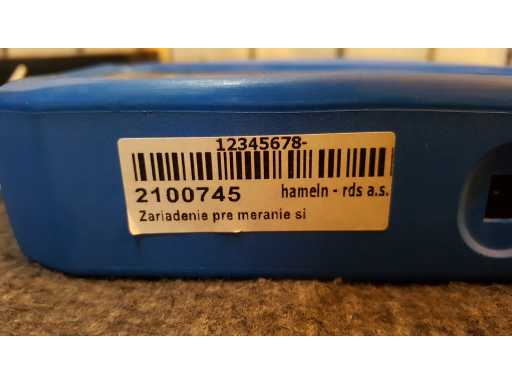 12345678-
2100745 hameln - rds a.s.
Zariadenie pre meranie si